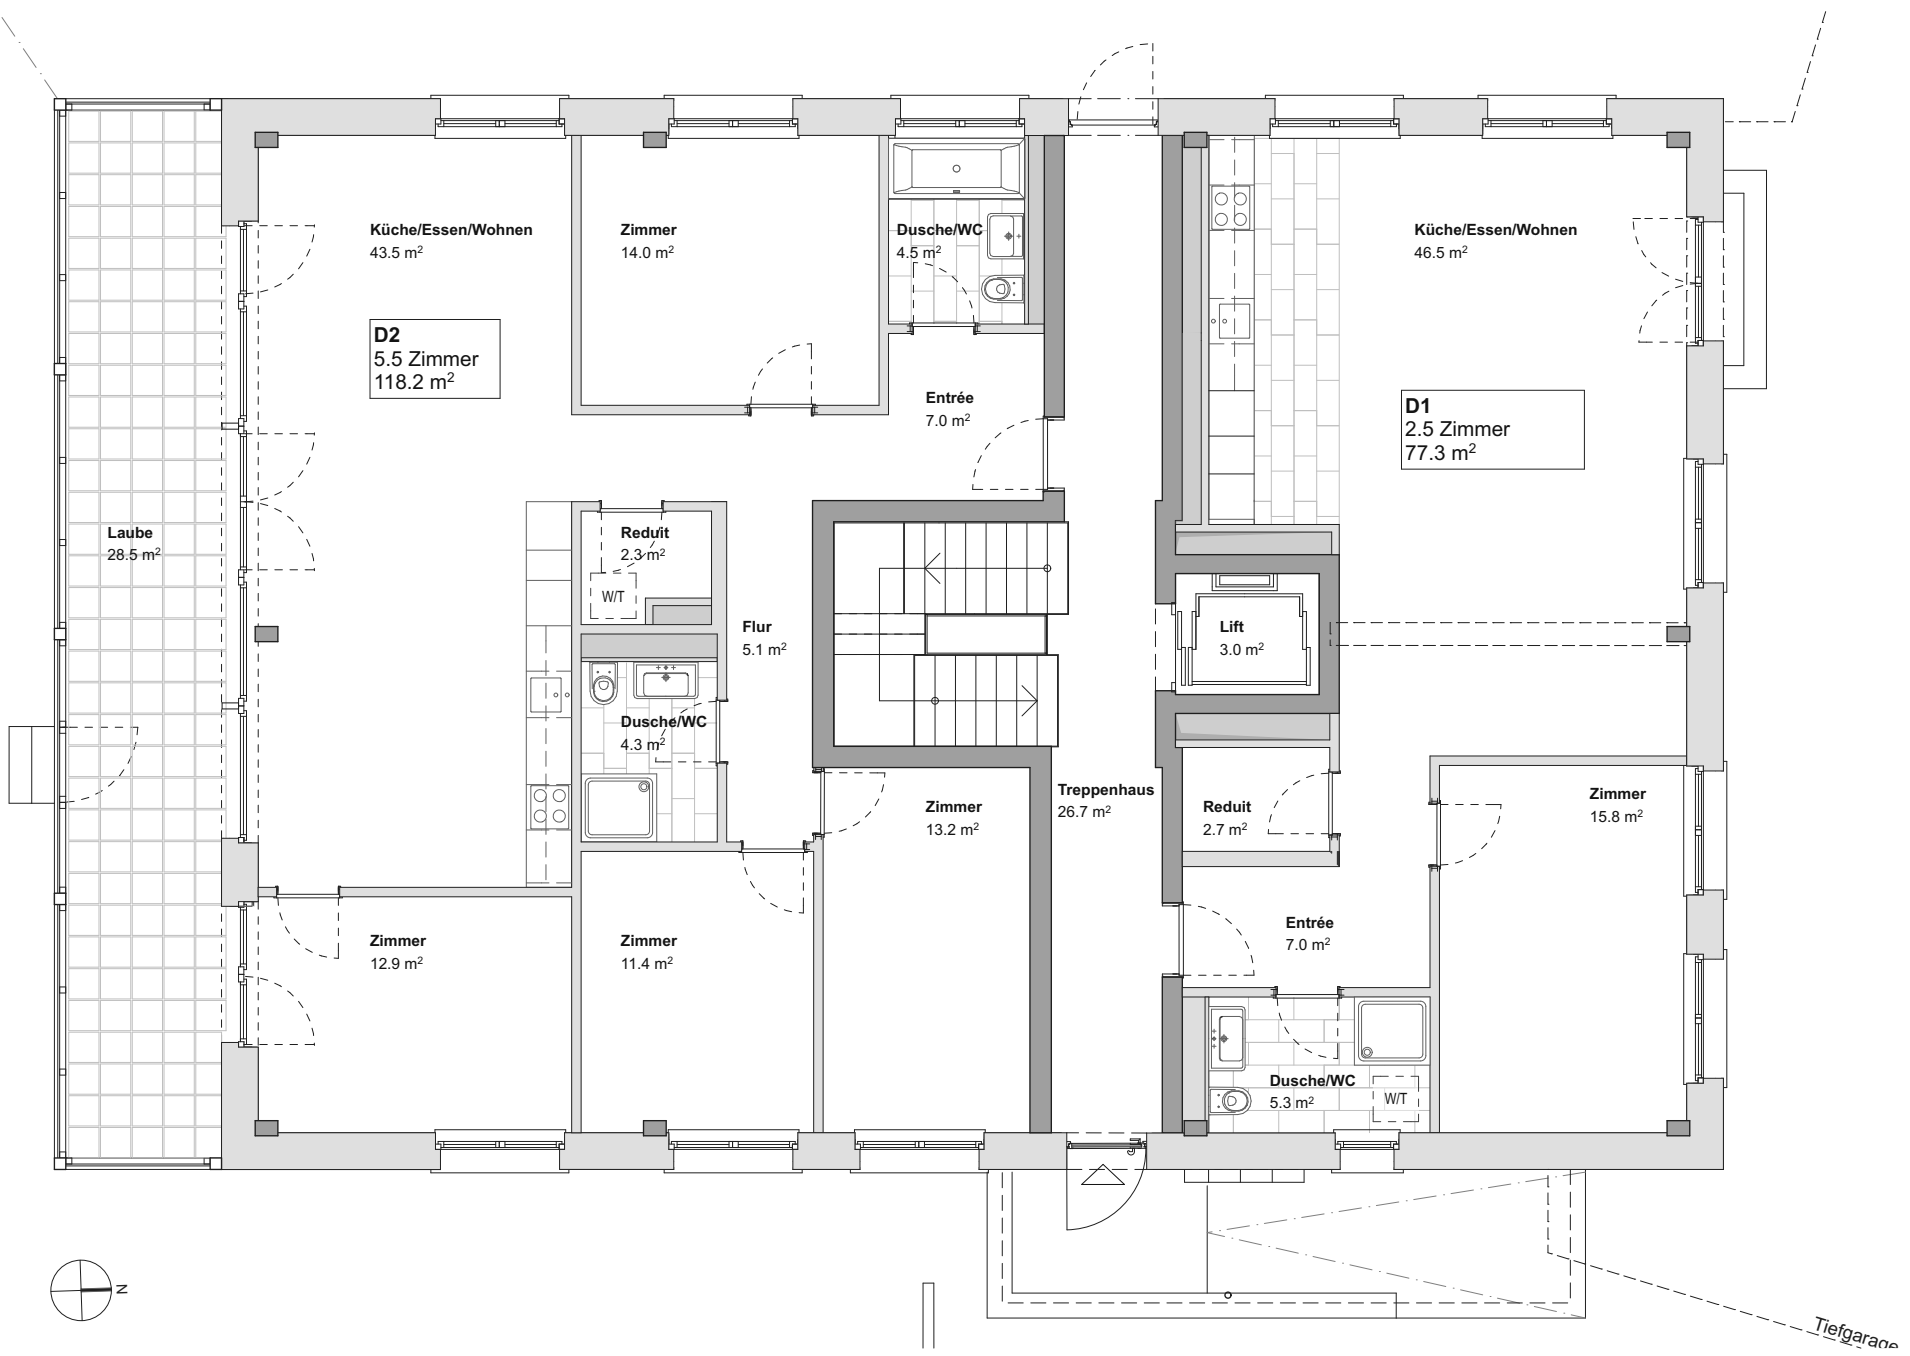 Küche/Essen/Wohnen
43.5 m²
Zimmer
14.0 m²
Dusche/WC
4.5 m²
Küche/Essen/Wohnen
46.5 m²
D2
5.5 Zimmer
118.2 m²
Entrée
7.0 m²
D1
2.5 Zimmer
77.3 m²
Laube
28.5 m²
Reduit
2.3 m²
W/T
Flur
5.1 m²
Lift
3.0 m²
Dusche/WC
4.3 m²
Zimmer
13.2 m²
Treppenhaus
26.7 m²
Reduit
2.7 m²
Zimmer
15.8 m²
Zimmer
12.9 m²
Zimmer
11.4 m²
Entrée
7.0 m²
Dusche/WC
5.3 m²
W/T
N
Tiefgarage